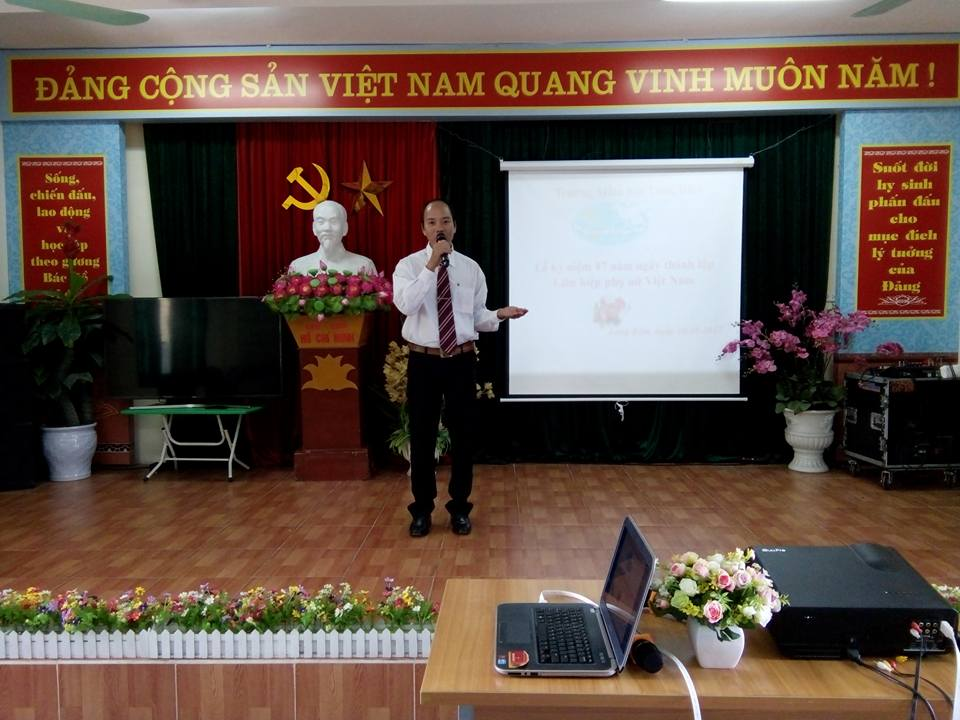 ĐẢNG CỘNG SẢN VIỆT NAM QUANG VINH MUÔN NĂM !
Sống,
chiến đấu,
lao động
và
học tập
theo gương
Bác Hồ
HỒ CHÍ MINH
Lễ kỷ niệm 87 năm ngày thành lập
Liên hiệp phụ nữ Việt Nam
Suốt đời
hy sinh
phấn đấu
cho
mục đích
lý tưởng
của
Đảng